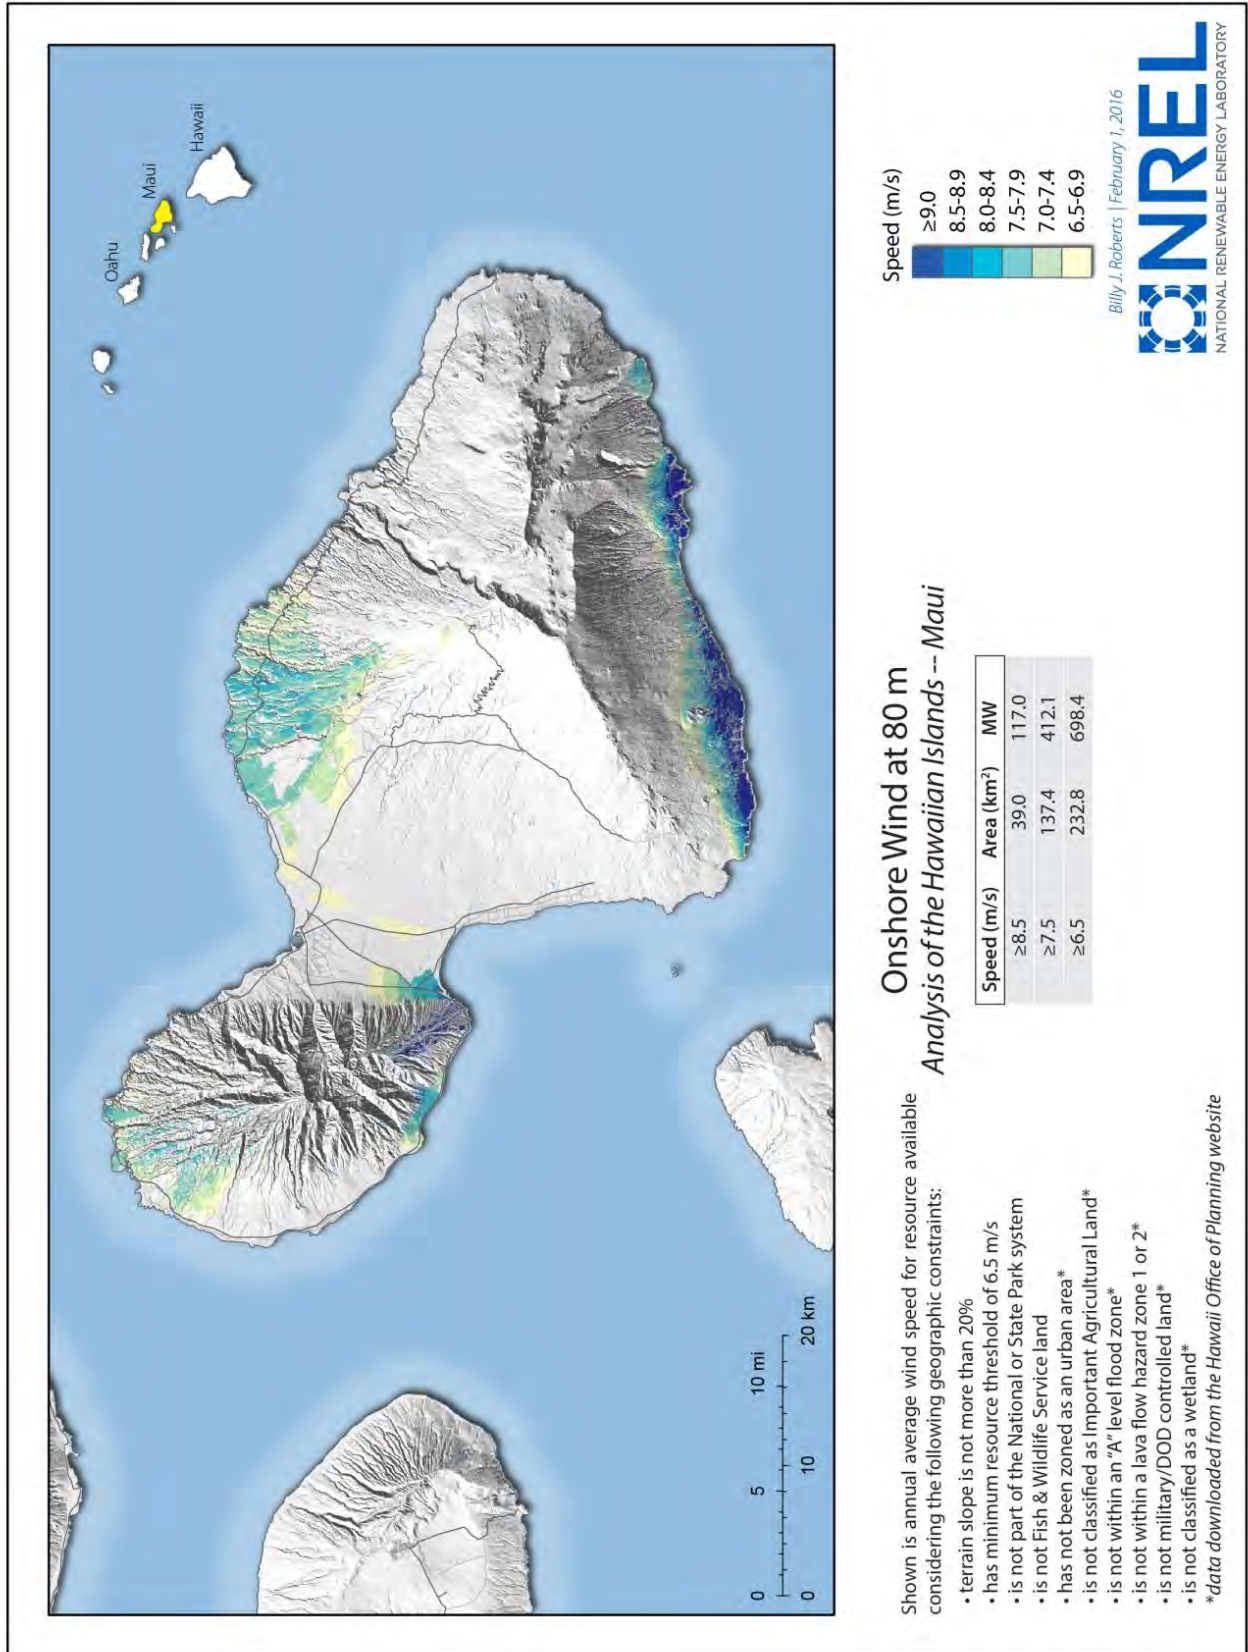 Oahu
Maui
Hawaii
0 5 10 mi
0 10 20 km
Shown is annual average wind speed for resource available
considering the following geographic constraints:
• terrain slope is not more than 20%
• has minimum resource threshold of 6.5 m/s
• is not part of the National or State Park system
• is not Fish & Wildlife Service land
• has not been zoned as an urban area*
• is not classified as Important Agricultural Land*
• is not within an "A" level flood zone*
• is not within a lava flow hazard zone 1 or 2*
• is not military/DOD controlled land*
• is not classified as a wetland*
*data downloaded from the Hawaii Office of Planning website
Onshore Wind at 80 m
Analysis of the Hawaiian Islands -- Maui
Speed (m/s) Area (km²) MW
≥8.5 39.0 117.0
≥7.5 137.4 412.1
≥6.5 232.8 698.4
Speed (m/s)
≥9.0
8.5-8.9
8.0-8.4
7.5-7.9
7.0-7.4
6.5-6.9
Billy J. Roberts | February 1, 2016
NREL
NATIONAL RENEWABLE ENERGY LABORATORY